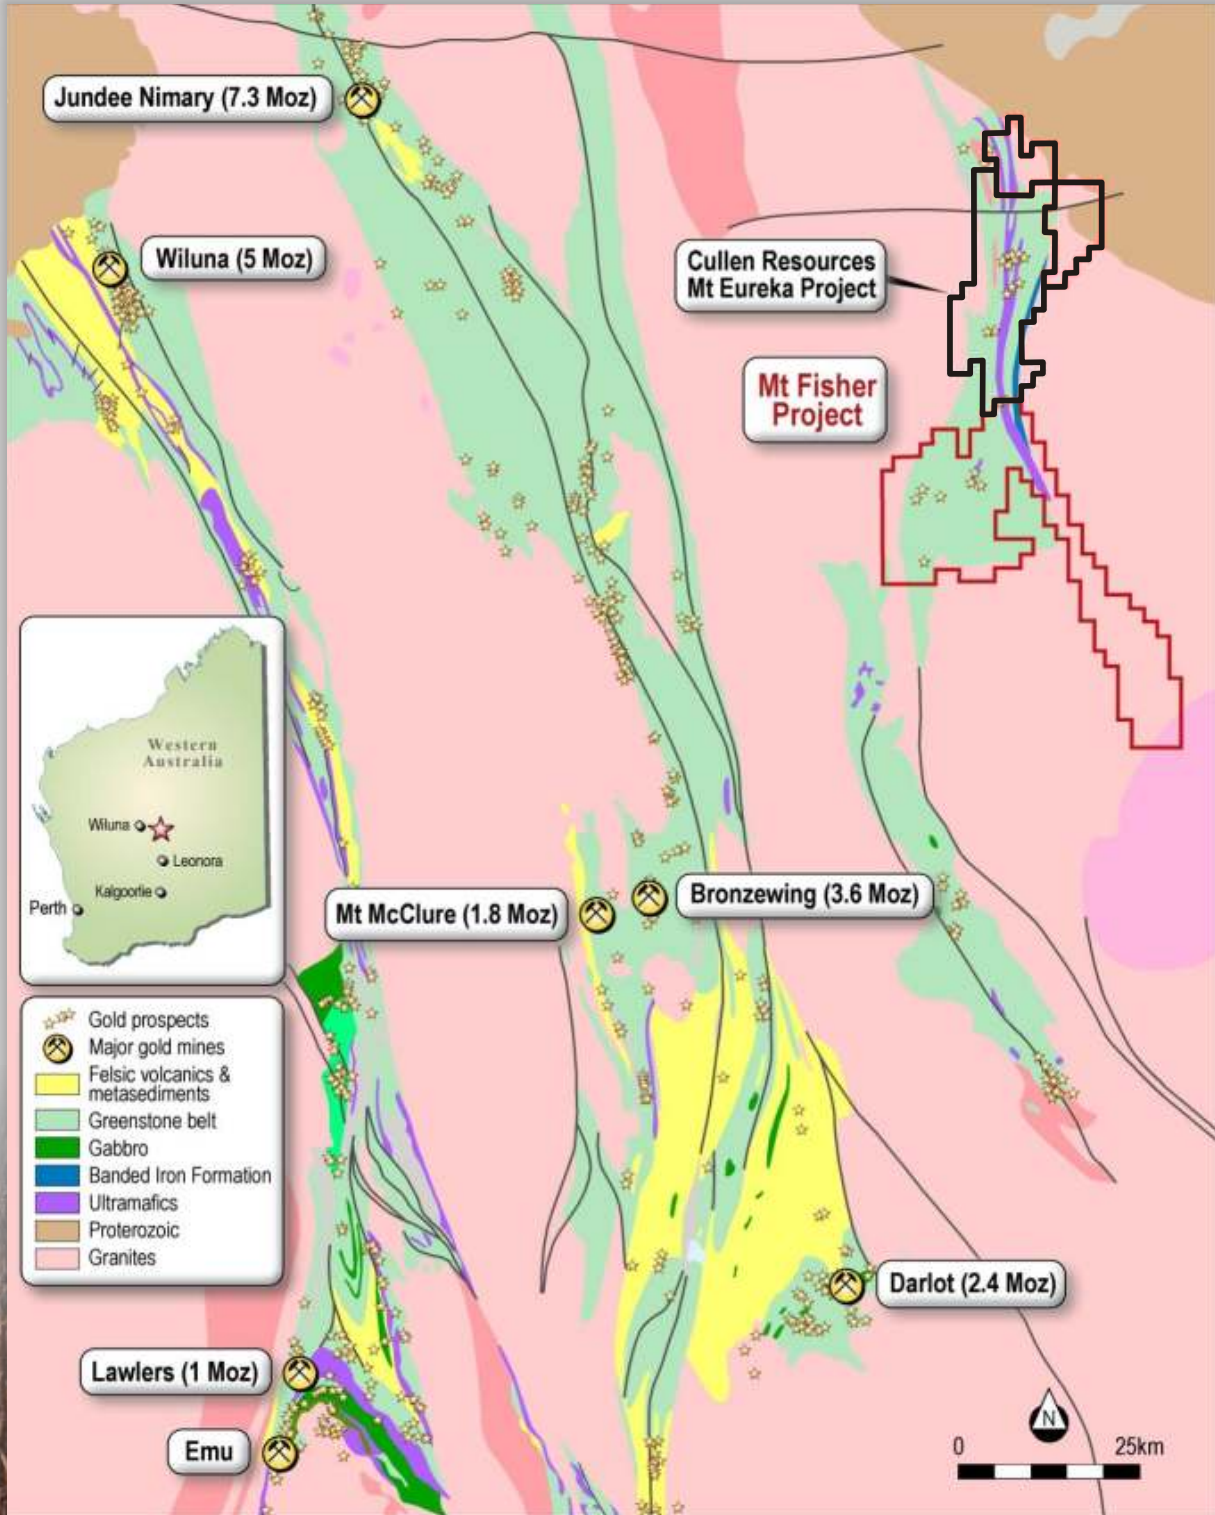 Jundee Nimary (7.3 Moz)
Wiluna (5 Moz)
Cullen Resources
Mt Eureka Project
Mt Fisher
Project
Western
Australia
Wiluna
Leonora
Kalgoorlie
Perth
Mt McClure (1.8 Moz)
Bronzewing (3.6 Moz)
Gold prospects
Major gold mines
Felsic volcanics &
metasediments
Greenstone belt
Gabbro
Banded Iron Formation
Ultramafics
Proterozoic
Granites
Darlot (2.4 Moz)
Lawlers (1 Moz)
Emu
N
0 25km